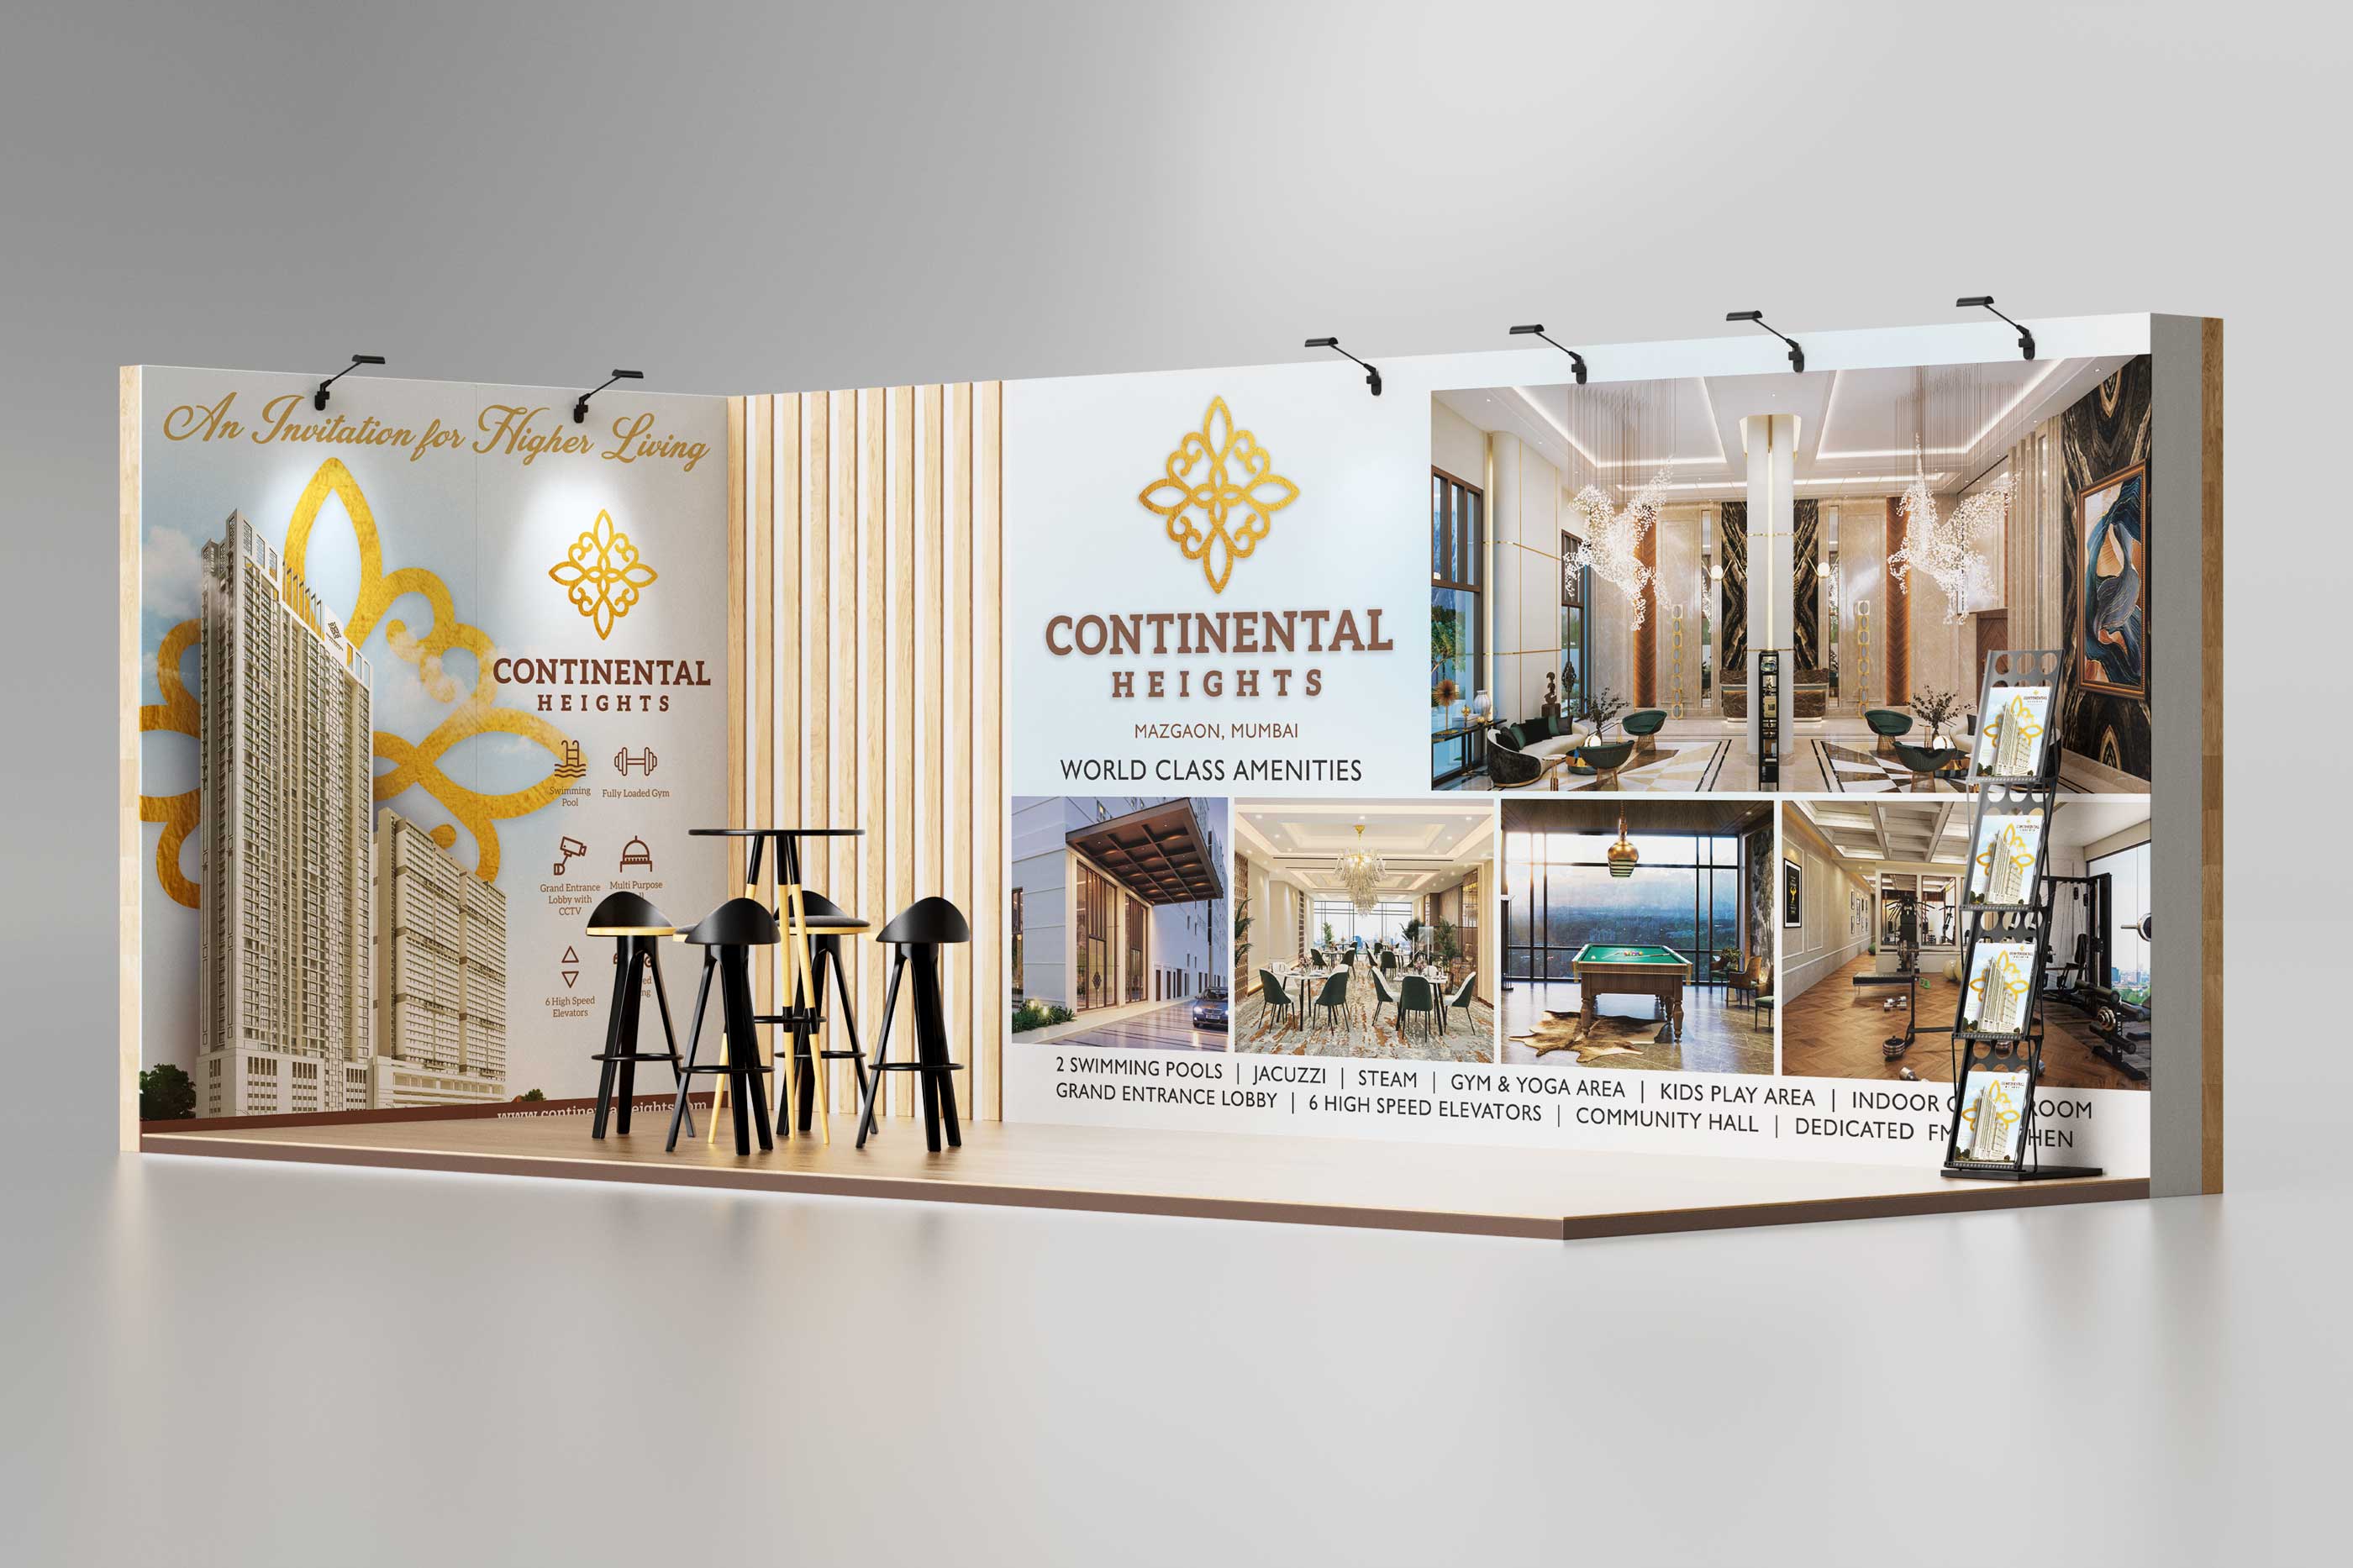 An Invitation for Higher Living
CONTINENTAL
HEIGHTS
Swimming
Pool
Fully Loaded Gym
Grand Entrance
Lobby with
CCTV
Multi Purpose
6 High Speed
Elevators
CONTINENTAL
HEIGHTS
MAZGAON, MUMBAI
WORLD CLASS AMENITIES
2 SWIMMING POOLS | JACUZZI | STEAM | GYM & YOGA AREA | KIDS PLAY AREA | INDOOR ROOM
GRAND ENTRANCE LOBBY | 6 HIGH SPEED ELEVATORS | COMMUNITY HALL | DEDICATED